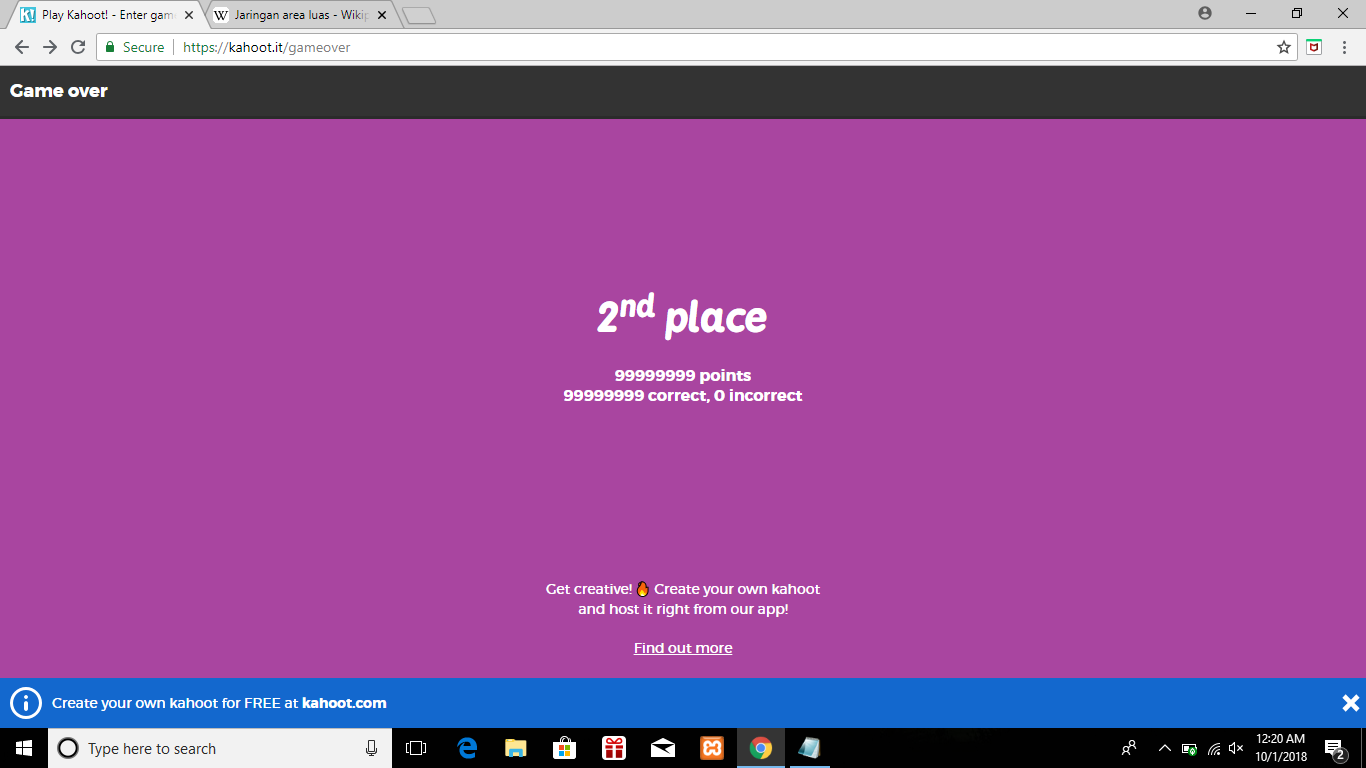 Play Kahoot! - Enter gam
Jaringan area luas - Wikip
Secure
https://kahoot.it/gameover
Game over
2nd place
99999999 points
99999999 correct, 0 incorrect
Get creative! 🔥 Create your own kahoot
and host it right from our app!
Find out more
Create your own kahoot for FREE at kahoot.com
Type here to search
12:20 AM
10/1/2018
2